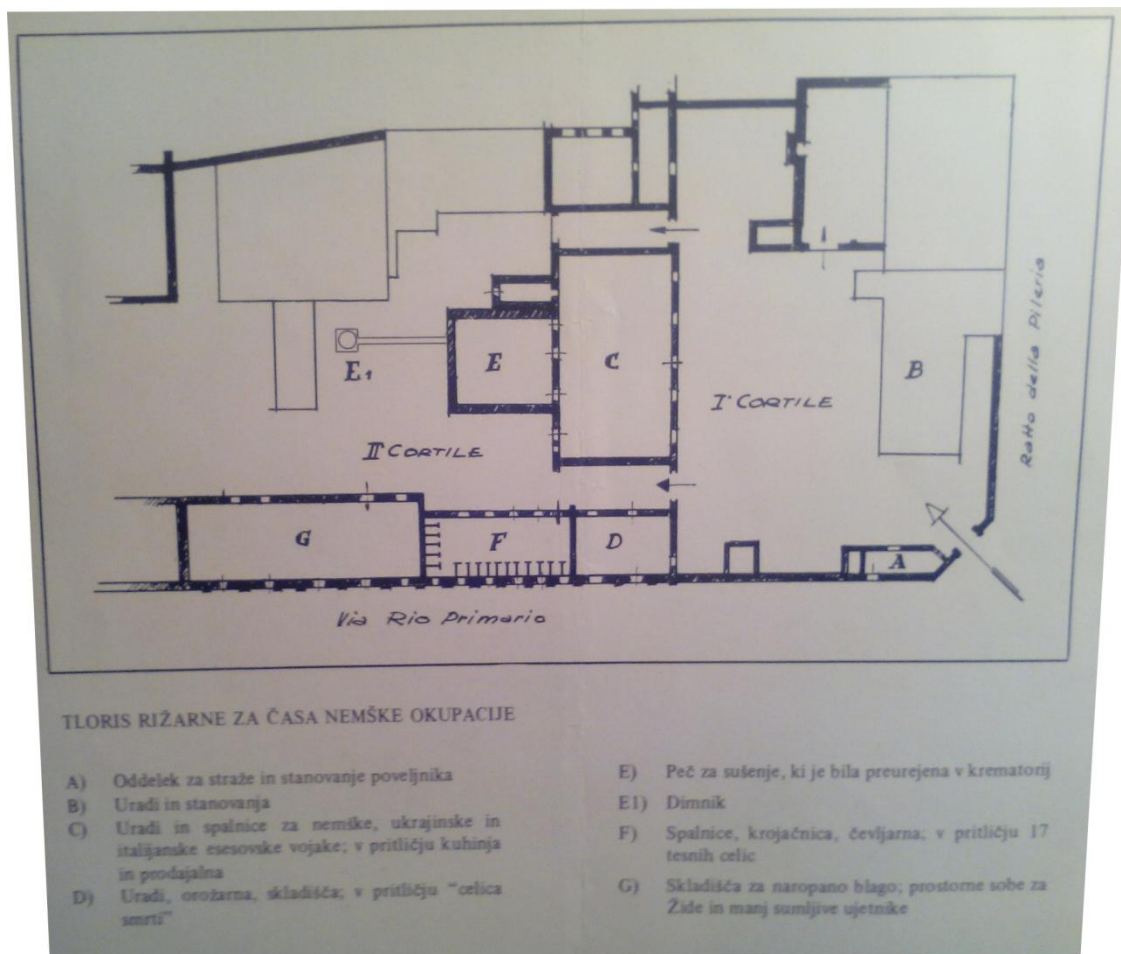 E
E1
C
B
I° CORTILE
II° CORTILE
Ratto della Pileria
G
F
D
A
Via Rio Primario
TLORIS RIŽARNE ZA ČASA NEMŠKE OKUPACIJE
A) Oddelek za straže in stanovanje poveljnika
B) Uradi in stanovanja
C) Uradi in spalnice za nemške, ukrajinske in
italijanske esesovske vojake; v pritličju kuhinja
in prodajalna
D) Uradi, orožarna, skladišča; v pritličju “celica
smrti”
E) Peč za sušenje, ki je bila preurejena v krematorij
E1) Dimnik
F) Spalnice, krojačnica, čevljarna; v pritličju 17
tesnih celic
G) Skladišča za naropano blago; prostorne sobe za
Žide in manj sumljive ujetnike